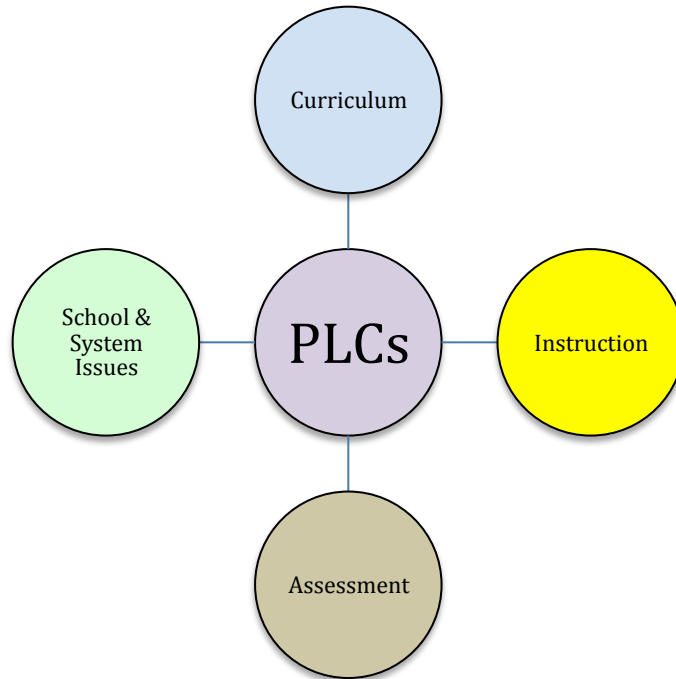 Curriculum
School &
System
Issues
PLCs
Instruction
Assessment